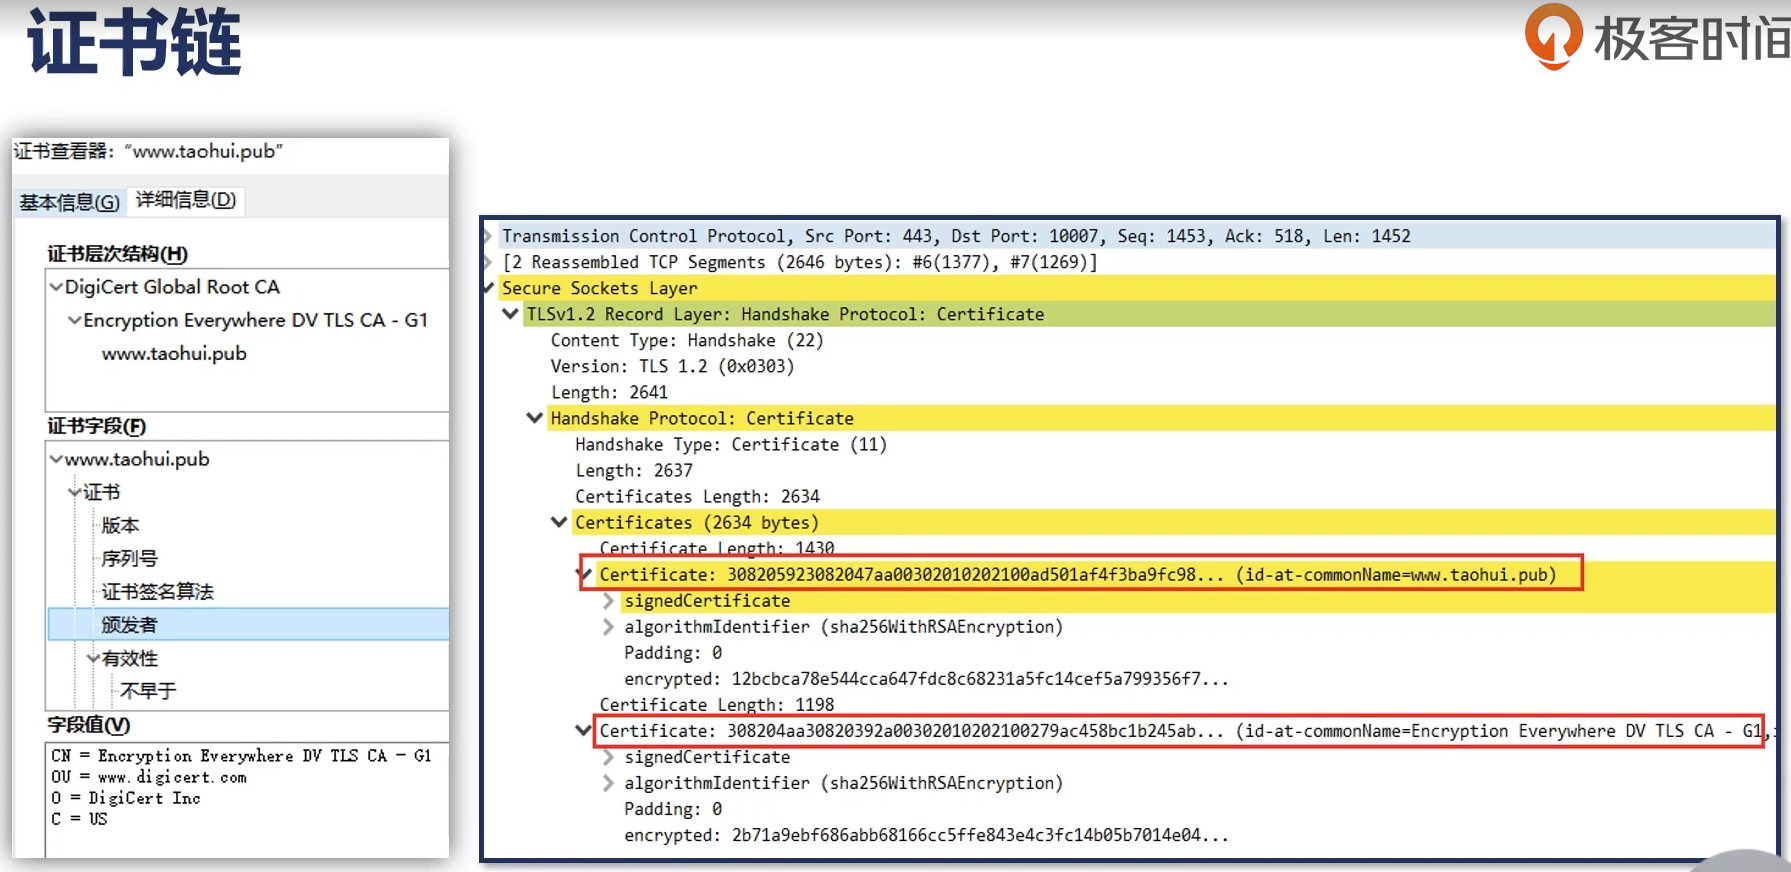 证书链
极客时间
证书查看器：“www.taohui.pub”
基本信息(G) 详细信息(D)
证书层次结构(H)
DigiCert Global Root CA
Encryption Everywhere DV TLS CA - G1
www.taohui.pub
证书字段(F)
www.taohui.pub
证书
版本
序列号
证书签名算法
颁发者
有效性
不早于
字段值(V)
CN = Encryption Everywhere DV TLS CA - G1
OU = www.digicert.com
O = DigiCert Inc
C = US
Transmission Control Protocol, Src Port: 443, Dst Port: 10007, Seq: 1453, Ack: 518, Len: 1452
[2 Reassembled TCP Segments (2646 bytes): #6(1377), #7(1269)]
Secure Sockets Layer
TLSv1.2 Record Layer: Handshake Protocol: Certificate
Content Type: Handshake (22)
Version: TLS 1.2 (0x0303)
Length: 2641
Handshake Protocol: Certificate
Handshake Type: Certificate (11)
Length: 2637
Certificates Length: 2634
Certificates (2634 bytes)
Certificate Length: 1430
Certificate: 308205923082047aa00302010202100ad501af4f3ba9fc98... (id-at-commonName=www.taohui.pub)
signedCertificate
algorithmIdentifier (sha256WithRSAEncryption)
Padding: 0
encrypted: 12bcbca78e544cca647fdc8c68231a5fc14cef5a799356f7...
Certificate Length: 1198
Certificate: 308204aa30820392a00302010202100279ac458bc1b245ab... (id-at-commonName=Encryption Everywhere DV TLS CA - G1,
signedCertificate
algorithmIdentifier (sha256WithRSAEncryption)
Padding: 0
encrypted: 2b71a9ebf686abb68166cc5ffe843e4c3fc14b05b7014e04...